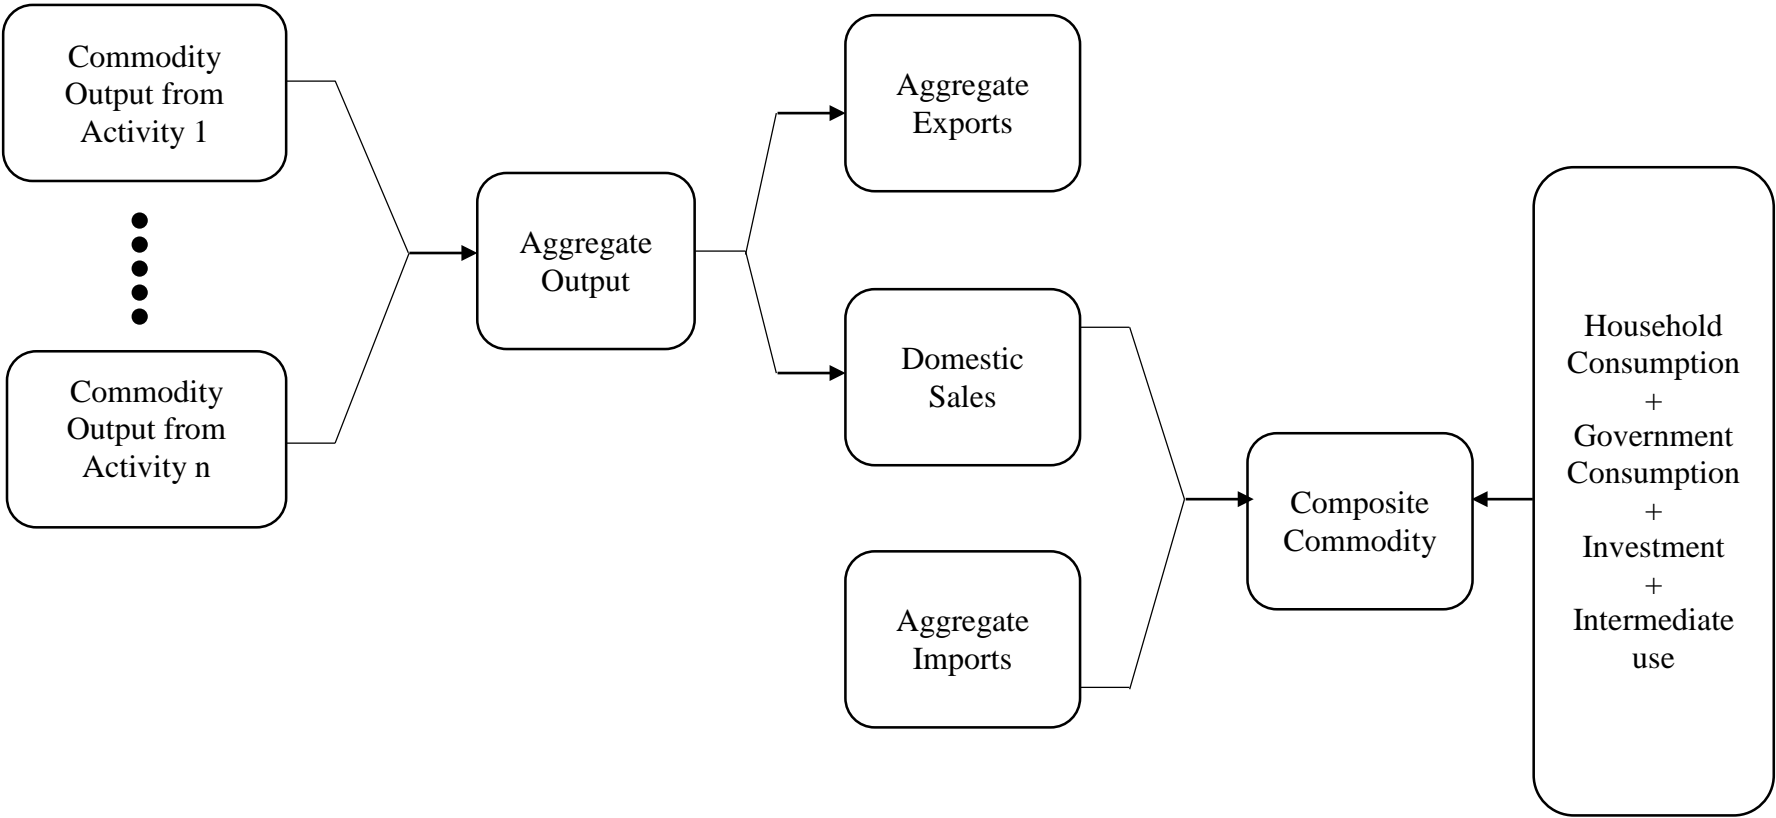 Commodity
Output from
Activity 1
Commodity
Output from
Activity n
Aggregate
Output
Aggregate
Exports
Domestic
Sales
Aggregate
Imports
Composite
Commodity
Household
Consumption
+
Government
Consumption
+
Investment
+
Intermediate
use